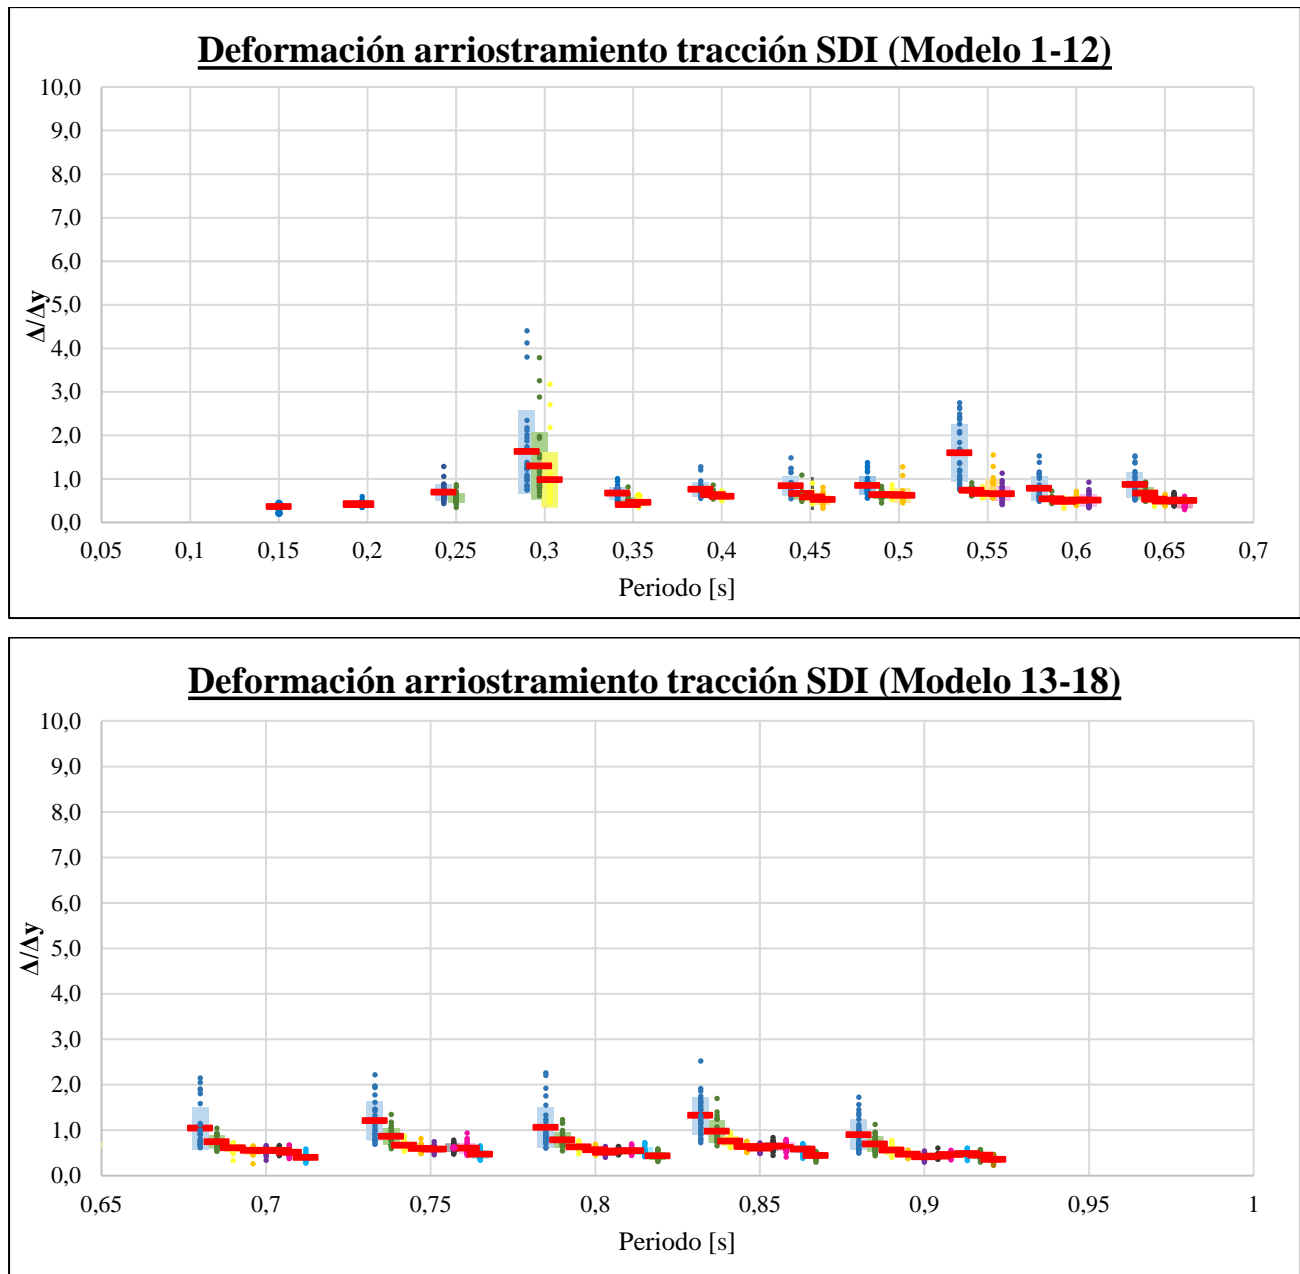 Deformación arriostramiento tracción SDI (Modelo 1-12)
10,0
9,0
8,0
7,0
6,0
5,0
4,0
3,0
2,0
1,0
0,0
Δ/Δy
0,05 0,1 0,15 0,2 0,25 0,3 0,35 0,4 0,45 0,5 0,55 0,6 0,65 0,7
Periodo [s]
Deformación arriostramiento tracción SDI (Modelo 13-18)
10,0
9,0
8,0
7,0
6,0
5,0
4,0
3,0
2,0
1,0
0,0
Δ/Δy
0,65 0,7 0,75 0,8 0,85 0,9 0,95 1
Periodo [s]